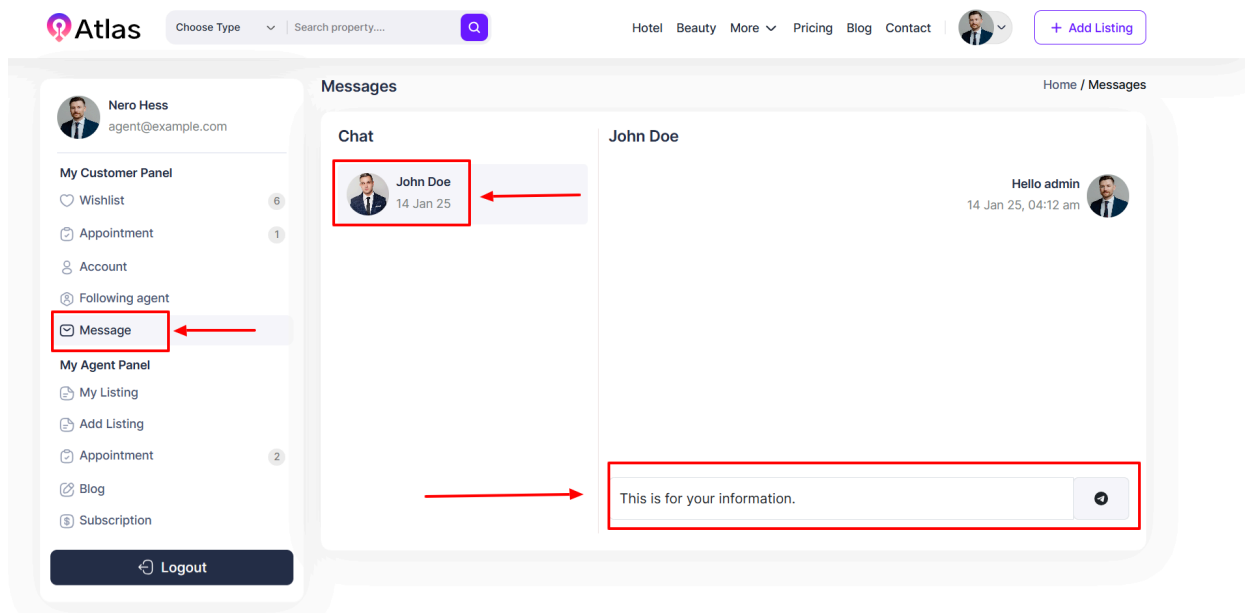 Atlas
Choose Type
Search property....
Hotel Beauty More Pricing Blog Contact
+ Add Listing
Nero Hess
agent@example.com
My Customer Panel
Wishlist 6
Appointment 1
Account
Following agent
Message
My Agent Panel
My Listing
Add Listing
Appointment 2
Blog
Subscription
Logout
Messages
Home / Messages
Chat
John Doe
14 Jan 25
John Doe
Hello admin
14 Jan 25, 04:12 am
This is for your information.